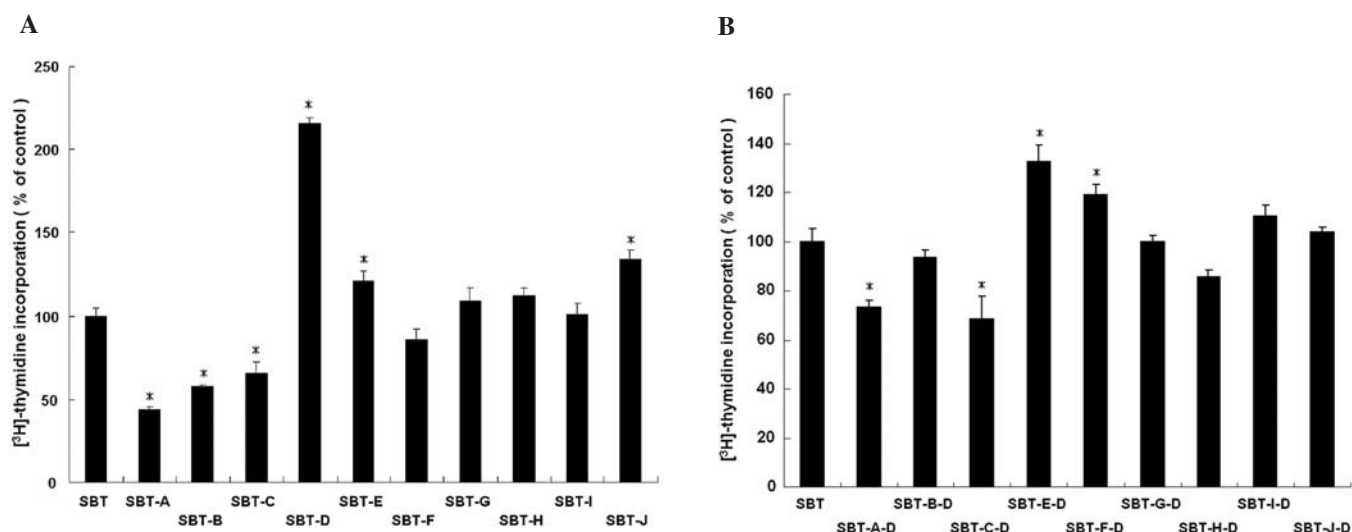 A
[³H]-thymidine incorporation ( % of control )
250
200
150
100
50
0
*
*
*
*
*
*
SBT
SBT-A
SBT-B
SBT-C
SBT-D
SBT-E
SBT-F
SBT-G
SBT-H
SBT-I
SBT-J
B
[³H]-thymidine incorporation ( % of control )
160
140
120
100
80
60
40
20
0
*
*
*
*
SBT
SBT-A-D
SBT-B-D
SBT-C-D
SBT-E-D
SBT-F-D
SBT-G-D
SBT-H-D
SBT-I-D
SBT-J-D